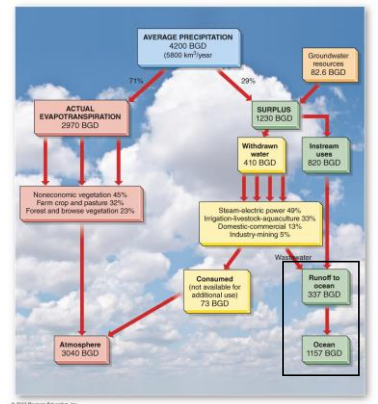 AVERAGE PRECIPITATION
4200 BGD
(5800 km³/year
Groundwater
resources
82.6 BGD
71%
29%
ACTUAL
EVAPOTRANSPIRATION
2970 BGD
SURPLUS
1230 BGD
Withdrawn
water
410 BGD
Instream
uses
820 BGD
Noneconomic vegetation 45%
Farm crop and pasture 32%
Forest and browse vegetation 23%
Steam-electric power 49%
Irrigation-livestock-aquaculture 33%
Domestic-commercial 13%
Industry-mining 5%
Wastewater
Consumed
(not available for
additional use)
73 BGD
Runoff to
ocean
337 BGD
Atmosphere
3040 BGD
Ocean
1157 BGD